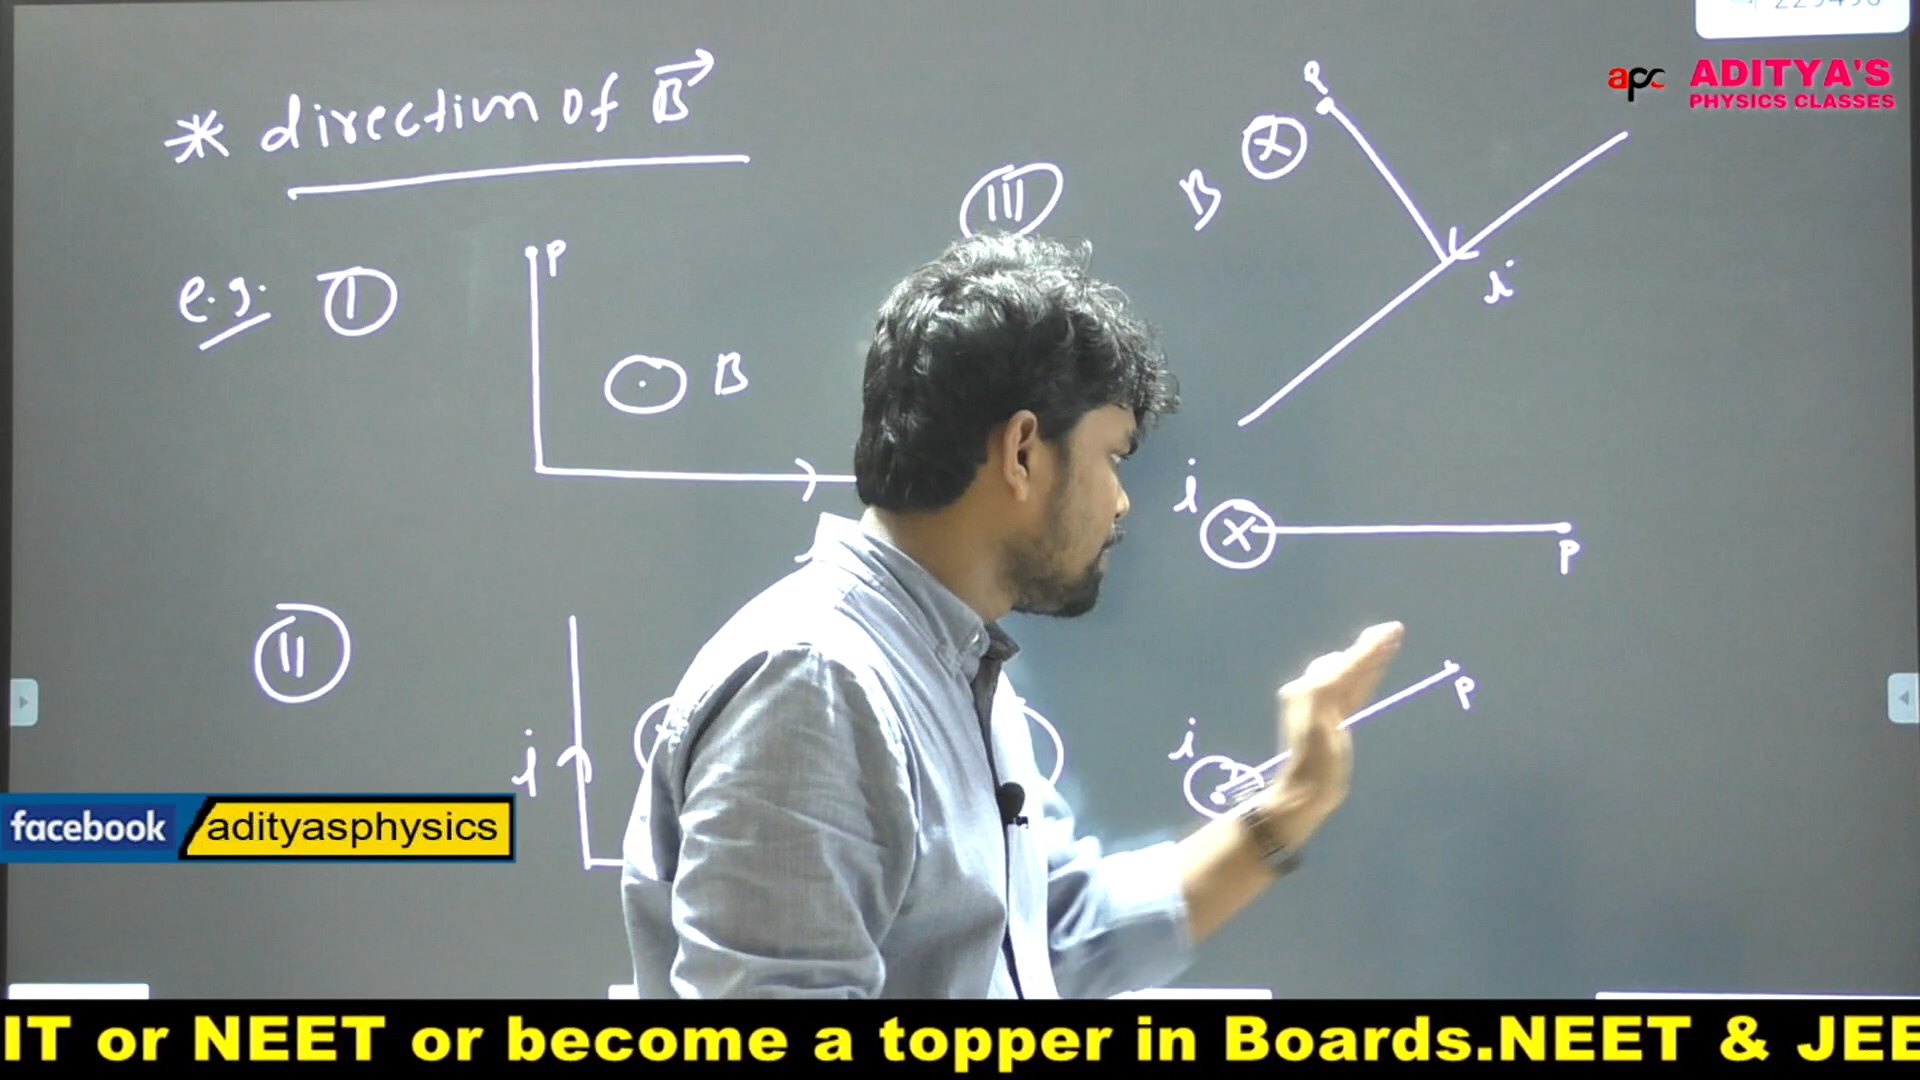 * direction of B
e.g. I
P
B
II
i
III
P
B X
i
i X P
i P
apc ADITYA'S
PHYSICS CLASSES
facebook adityasphysics
IT or NEET or become a topper in Boards.NEET & JEE